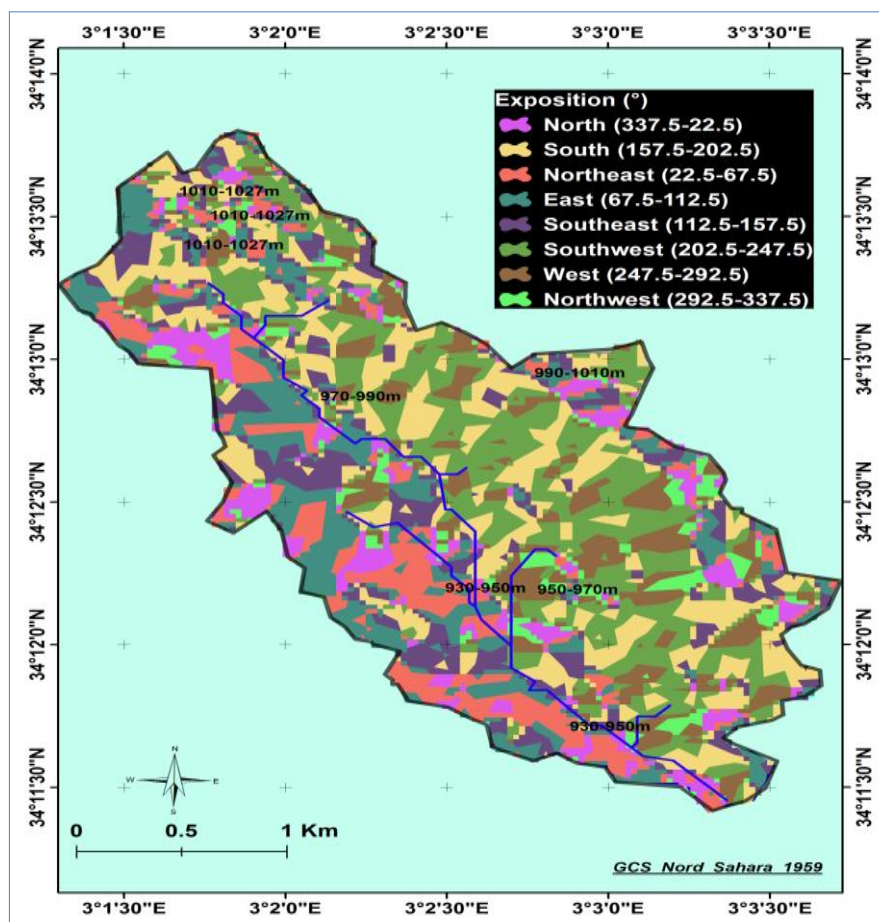 3°1'30"E 3°2'0"E 3°2'30"E 3°3'0"E 3°3'30"E
34°14'0"N 34°14'0"N
Exposition (°)
North (337.5-22.5)
South (157.5-202.5)
Northeast (22.5-67.5)
East (67.5-112.5)
Southeast (112.5-157.5)
Southwest (202.5-247.5)
West (247.5-292.5)
Northwest (292.5-337.5)
1010-1027m
34°13'30"N 1010-1027m 34°13'30"N
1010-1027m
34°13'0"N 34°13'0"N
990-1010m
970-990m
34°12'30"N 34°12'30"N
930-950m 950-970m
34°12'0"N 34°12'0"N
930-950m
N
W E
S
34°11'30"N 34°11'30"N
0 0.5 1 Km
GCS Nord Sahara 1959
3°1'30"E 3°2'0"E 3°2'30"E 3°3'0"E 3°3'30"E